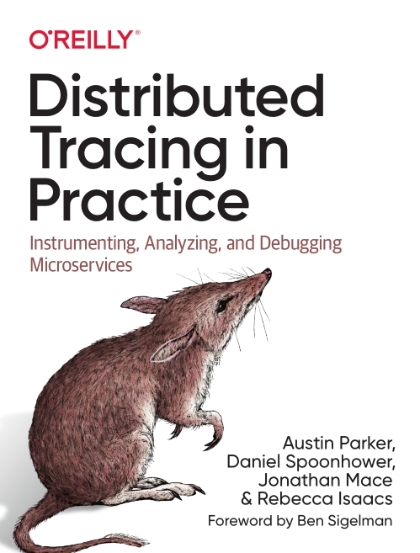 O'REILLY®
Distributed
Tracing in
Practice
Instrumenting, Analyzing, and Debugging
Microservices
Austin Parker,
Daniel Spoonhower,
Jonathan Mace
& Rebecca Isaacs
Foreword by Ben Sigelman